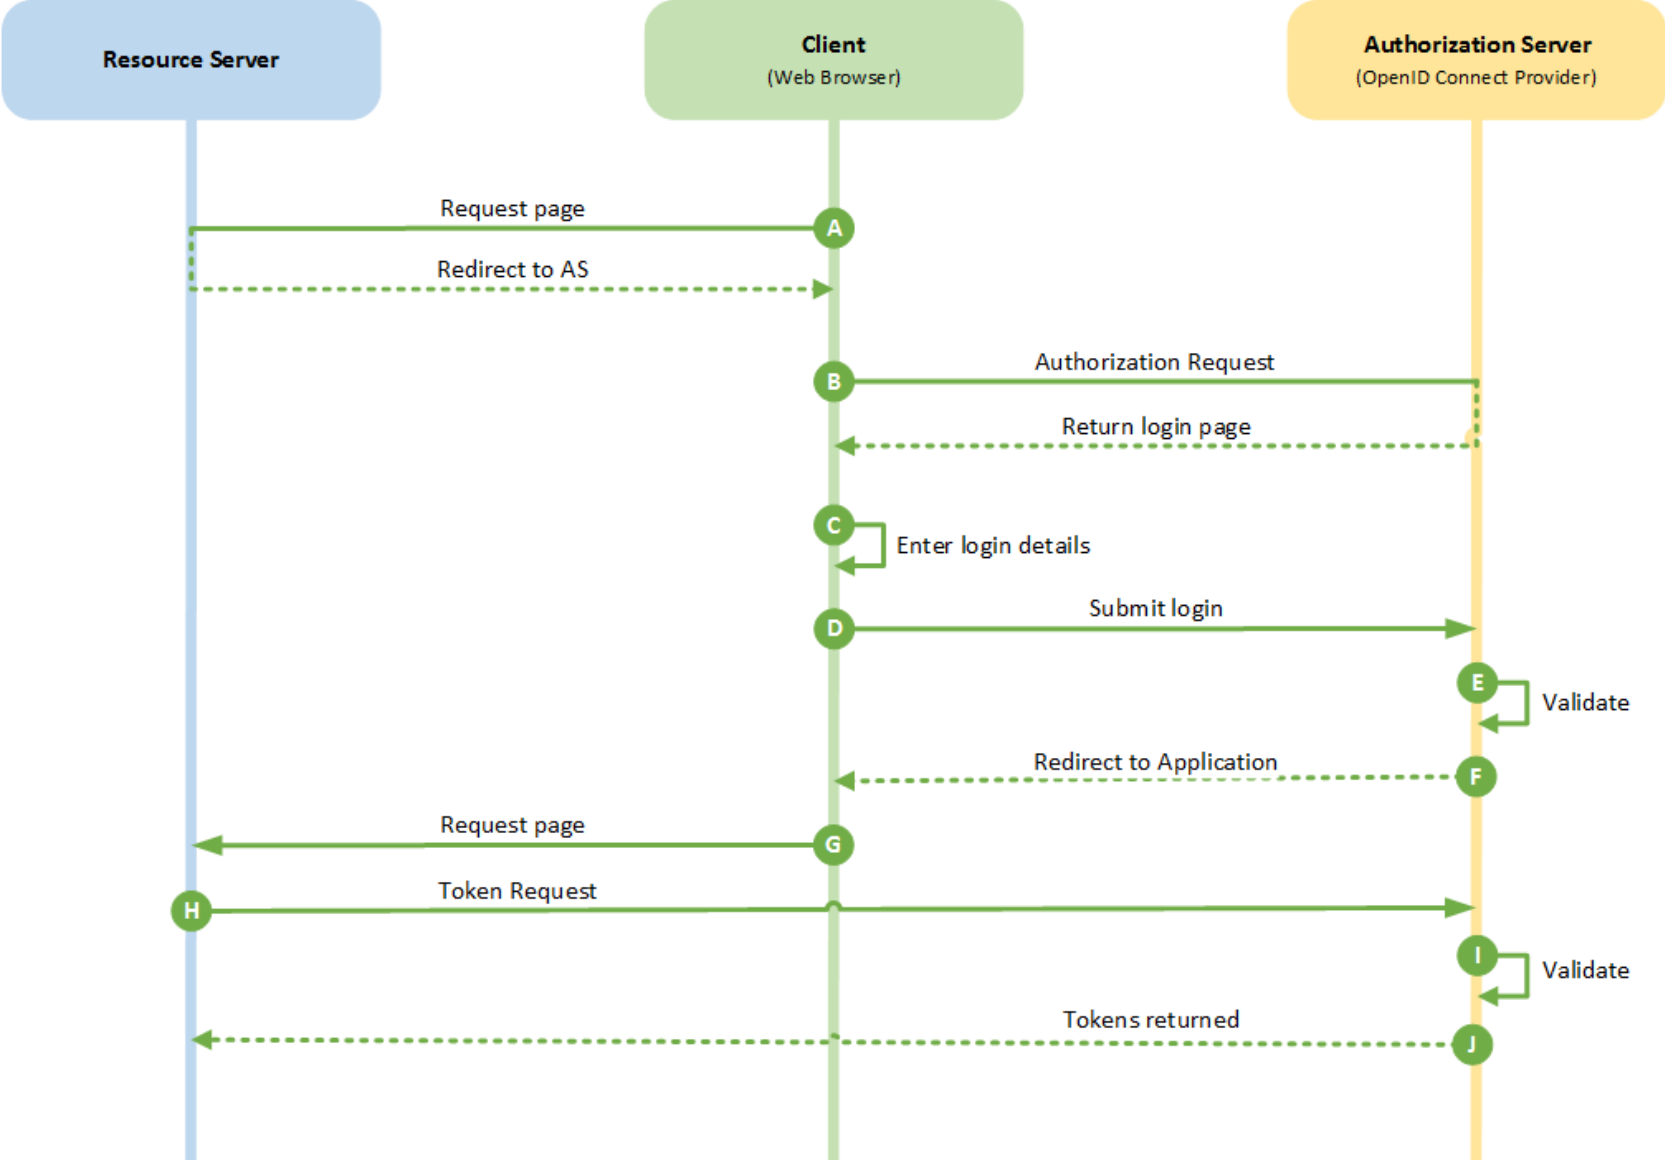 Resource Server
Client
(Web Browser)
Authorization Server
(OpenID Connect Provider)
Request page
A
Redirect to AS
Authorization Request
B
Return login page
C
Enter login details
Submit login
D
E
Validate
Redirect to Application
F
Request page
G
Token Request
H
I
Validate
Tokens returned
J